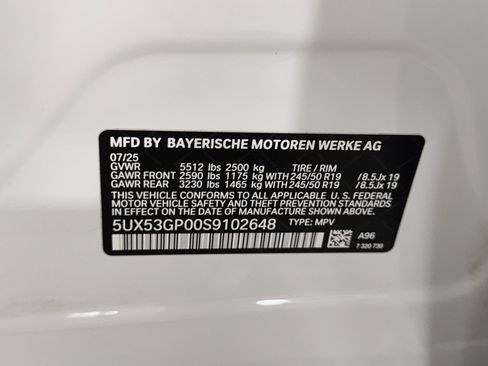 MFD BY BAYERISCHE MOTOREN WERKE AG
07/25
GVWR 5512 lbs 2500 kg TIRE / RIM
GAWR FRONT 2590 lbs 1175 kg WITH 245/50 R19 /8.5Jx 19
GAWR REAR 3230 lbs 1465 kg WITH 245/50 R19 /8.5Jx 19
THIS VEHICLE CONFORMS TO ALL APPLICABLE U. S. FEDERAL
MOTOR VEHICLE SAFETY, AND THEFT PREVENTION STANDARDS
IN EFFECT ON THE DATE OF MANUFACTURE SHOWN ABOVE.
5UX53GP00S9102648 TYPE: MPV
A96
7 320 730